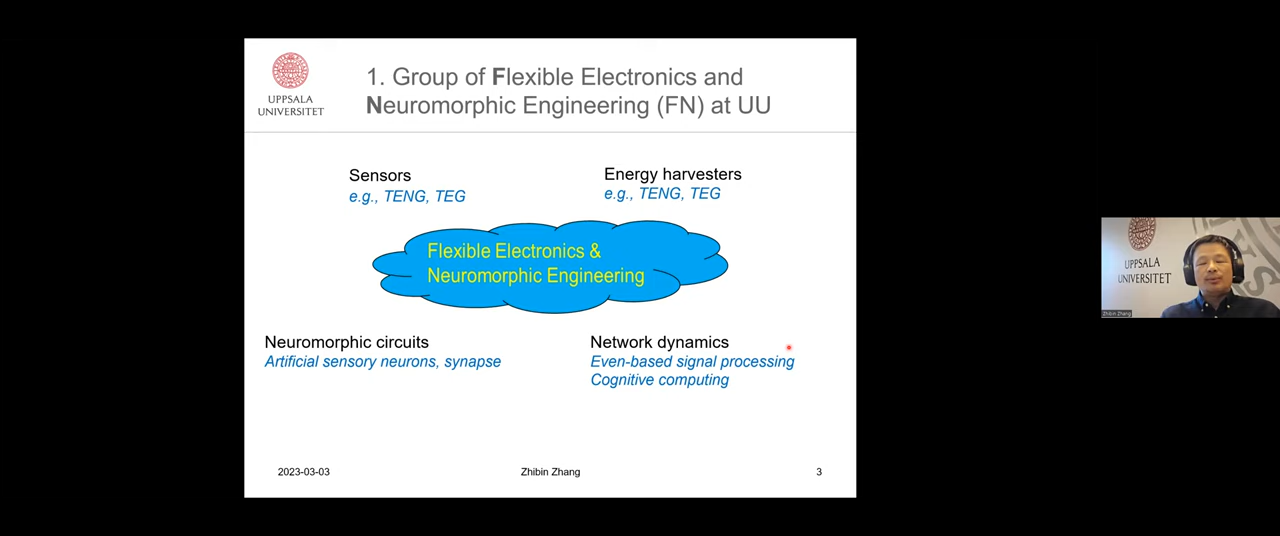 UPPSALA
UNIVERSITET
1. Group of Flexible Electronics and
Neuromorphic Engineering (FN) at UU
Sensors
e.g., TENG, TEG
Energy harvesters
e.g., TENG, TEG
Flexible Electronics &
Neuromorphic Engineering
Neuromorphic circuits
Artificial sensory neurons, synapse
Network dynamics
Even-based signal processing
Cognitive computing
2023-03-03
Zhibin Zhang
3
UPPSALA
UNIVERSITET
Zhibin Zhang